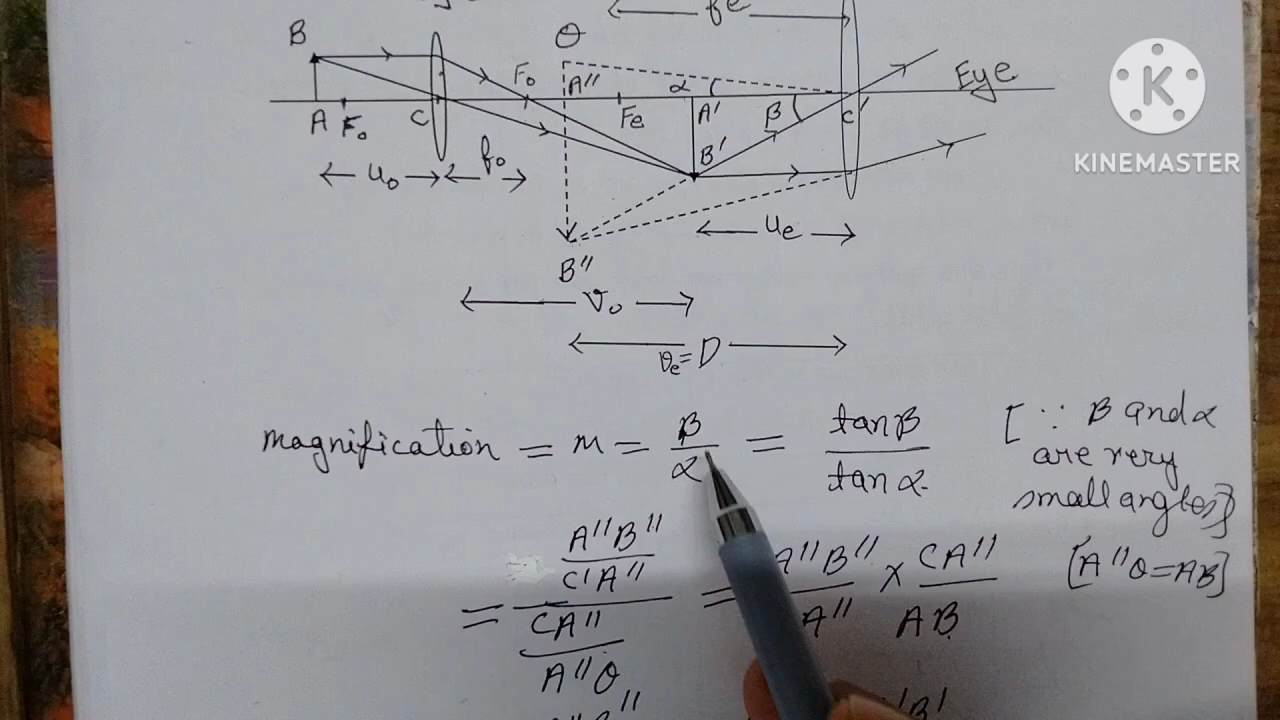 fe
B
O
Fo
A"
α
Eye
A
Fo
C
Fe
A'
β
C'
B'
uo
fo
ue
B"
vo
ve = D
magnification = m = β/α = tanβ/tanα [∵ β and α
are very
small angles]
= (A"B"/C'A")/(CA"/A"O) = A"B"/A" × CA"/AB [A"O=AB]
K
KINEMASTER